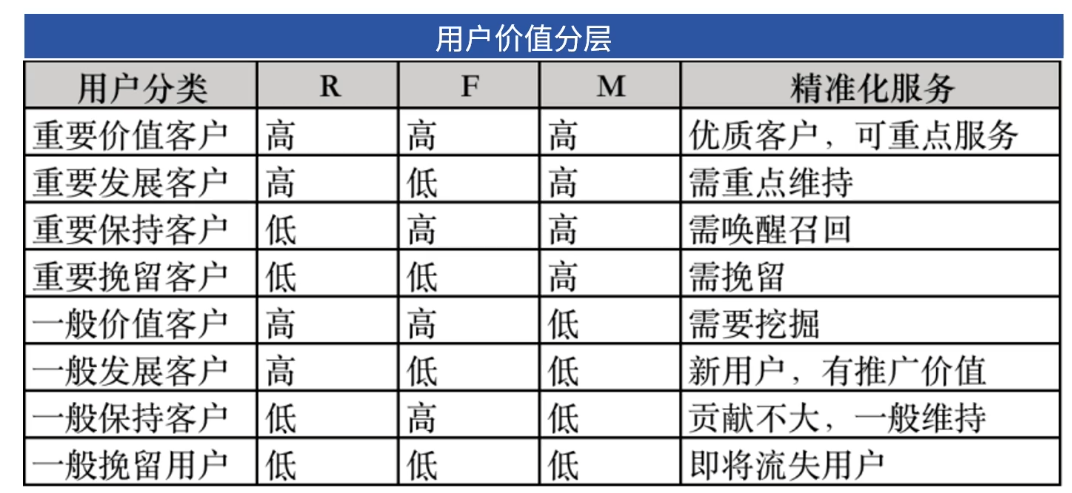 用户价值分层
用户分类 R F M 精准化服务
重要价值客户 高 高 高 优质客户，可重点服务
重要发展客户 高 低 高 需重点维持
重要保持客户 低 高 高 需唤醒召回
重要挽留客户 低 低 高 需挽留
一般价值客户 高 高 低 需要挖掘
一般发展客户 高 低 低 新用户，有推广价值
一般保持客户 低 高 低 贡献不大，一般维持
一般挽留用户 低 低 低 即将流失用户